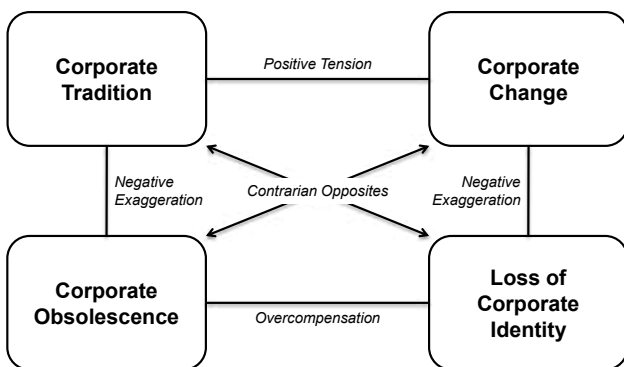 Corporate
Tradition
Positive Tension
Corporate
Change
Negative
Exaggeration
Contrarian Opposites
Negative
Exaggeration
Corporate
Obsolescence
Overcompensation
Loss of
Corporate
Identity